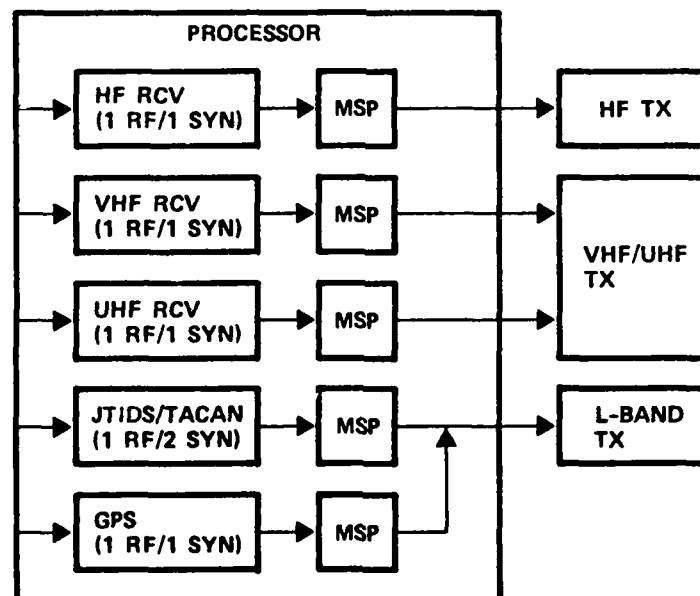 PROCESSOR
HF RCV
(1 RF/1 SYN)
MSP
HF TX
VHF RCV
(1 RF/1 SYN)
MSP
VHF/UHF
TX
UHF RCV
(1 RF/1 SYN)
MSP
JTIDS/TACAN
(1 RF/2 SYN)
MSP
L-BAND
TX
GPS
(1 RF/1 SYN)
MSP